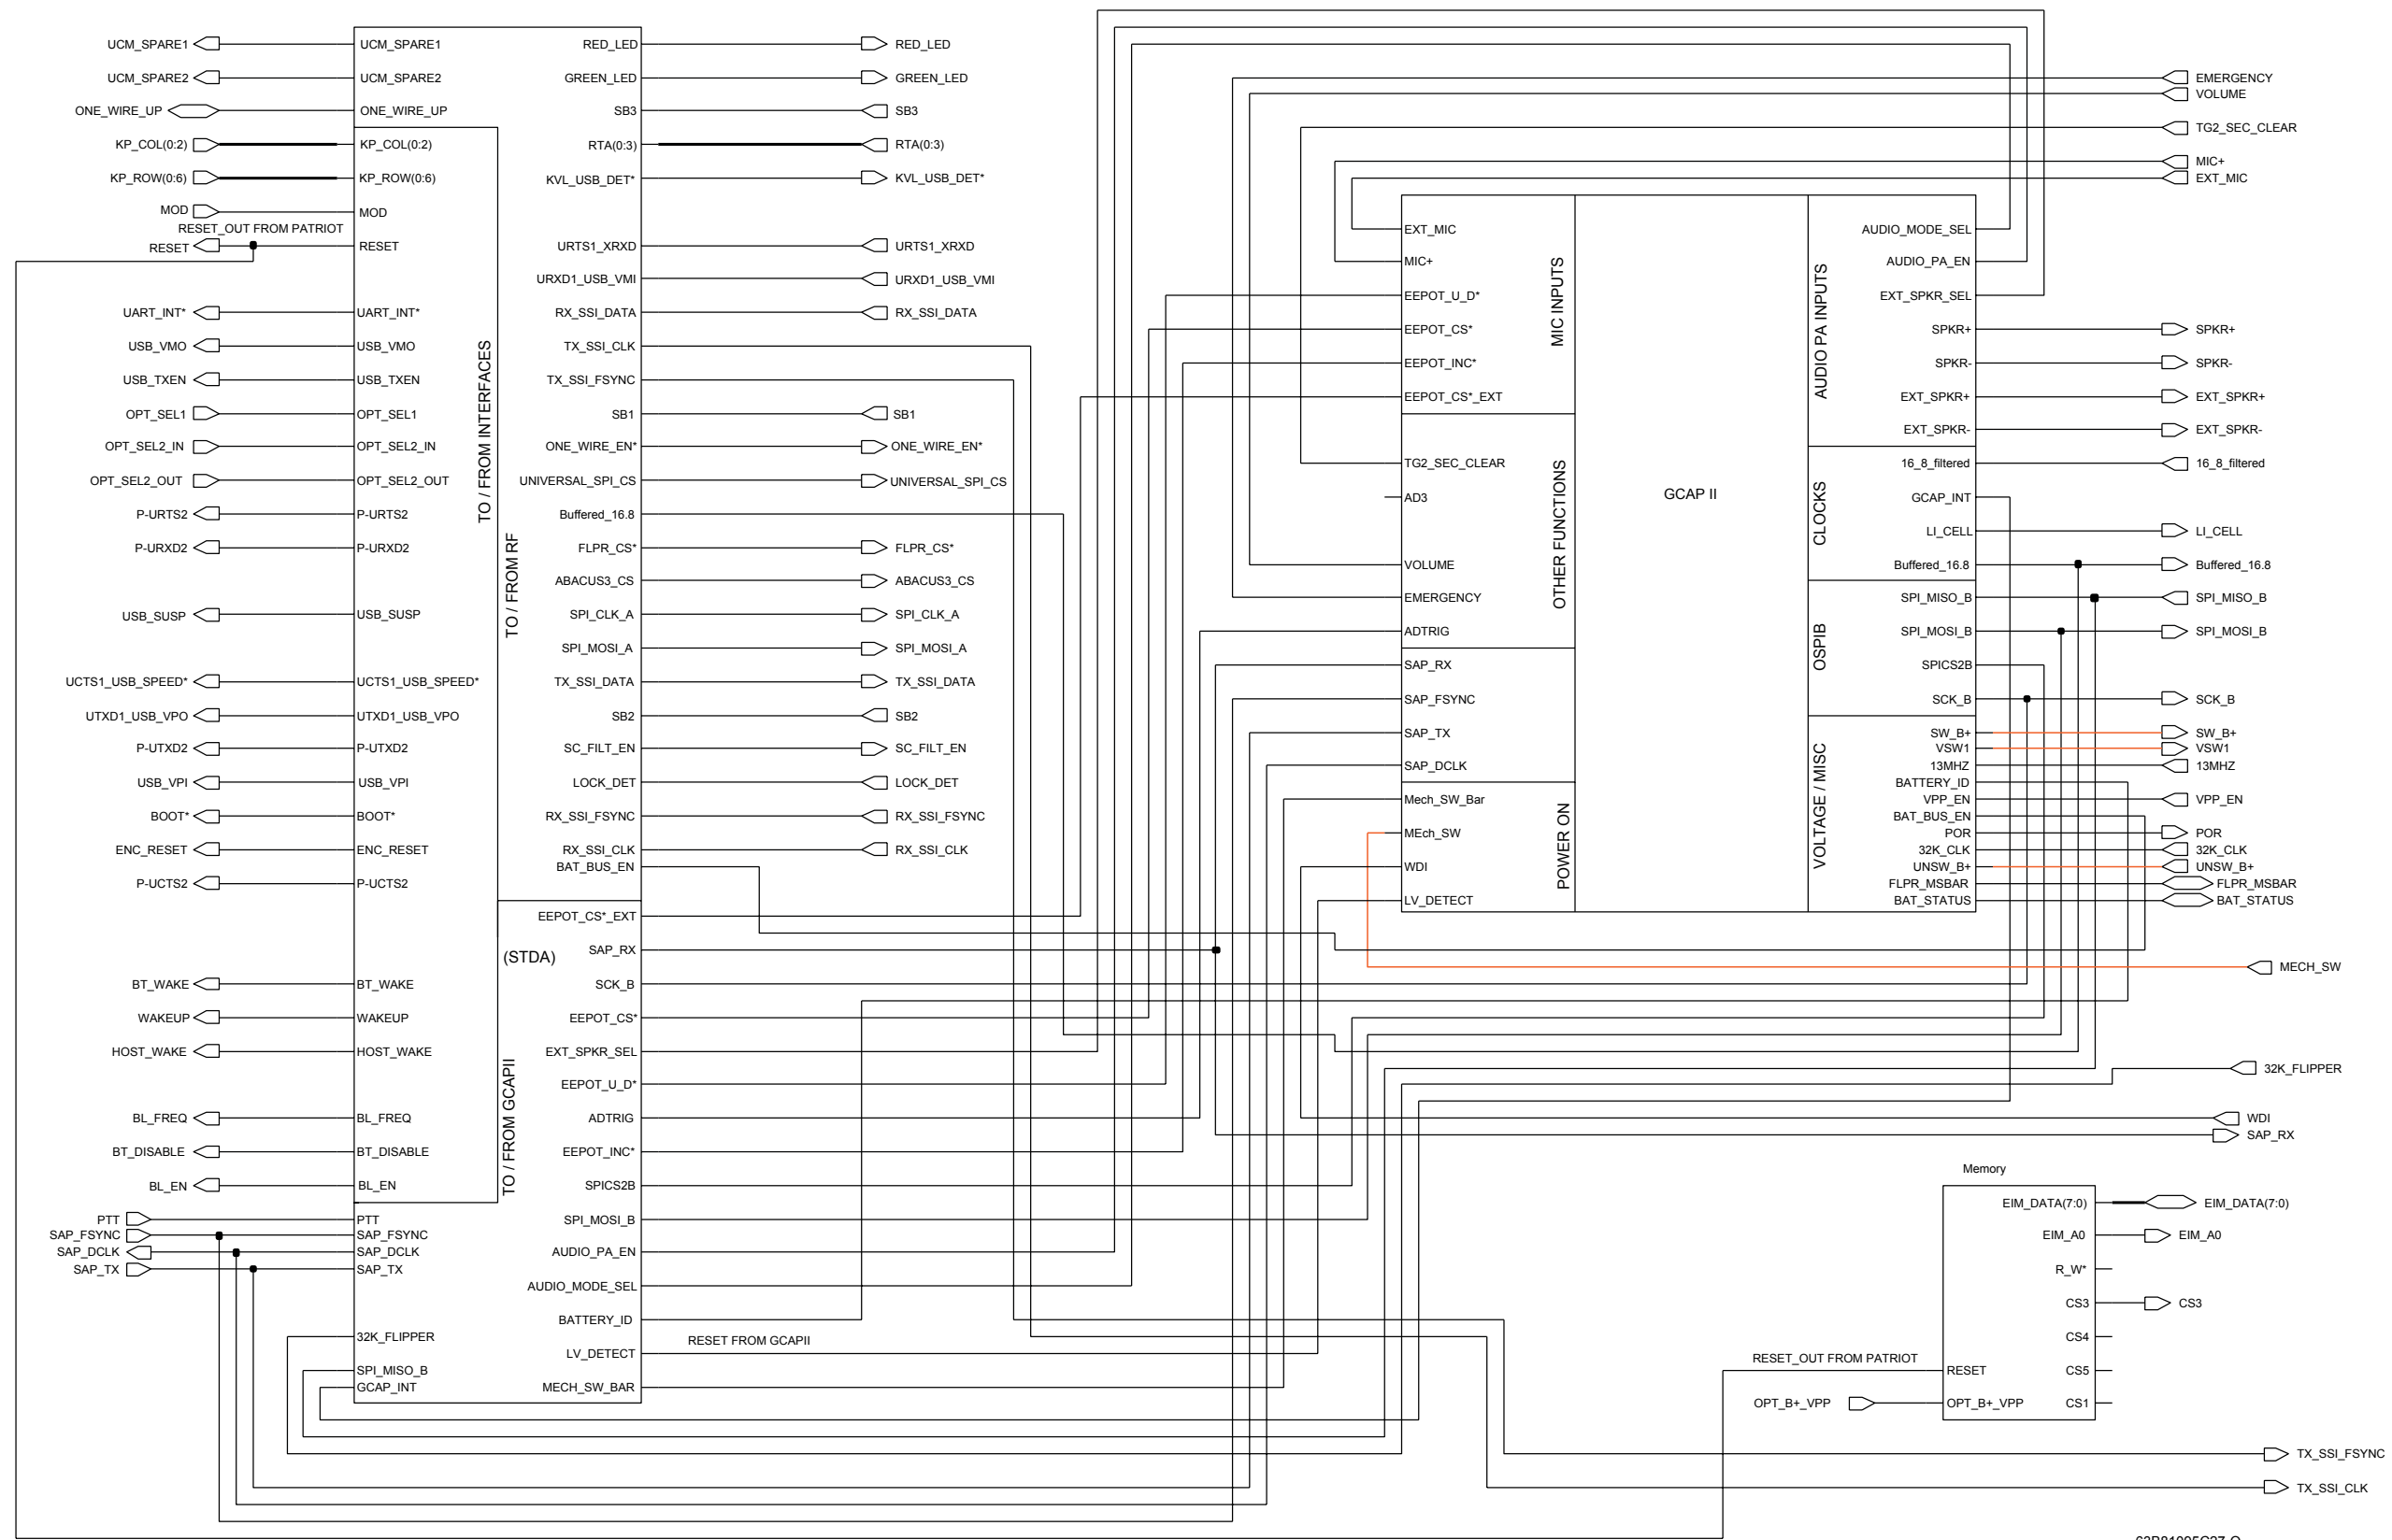 UCM_SPARE1 UCM_SPARE1 RED_LED RED_LED
UCM_SPARE2 UCM_SPARE2 GREEN_LED GREEN_LED
ONE_WIRE_UP ONE_WIRE_UP SB3 SB3
KP_COL(0:2) KP_COL(0:2) RTA(0:3) RTA(0:3)
KP_ROW(0:6) KP_ROW(0:6) KVL_USB_DET* KVL_USB_DET*
MOD MOD
RESET_OUT FROM PATRIOT
RESET RESET URTS1_XRXD URTS1_XRXD
URXD1_USB_VMI URXD1_USB_VMI
UART_INT* UART_INT* RX_SSI_DATA RX_SSI_DATA
USB_VMO USB_VMO TX_SSI_CLK
USB_TXEN USB_TXEN TX_SSI_FSYNC
OPT_SEL1 OPT_SEL1 SB1 SB1
OPT_SEL2_IN OPT_SEL2_IN ONE_WIRE_EN* ONE_WIRE_EN*
OPT_SEL2_OUT OPT_SEL2_OUT UNIVERSAL_SPI_CS UNIVERSAL_SPI_CS
P-URTS2 P-URTS2 Buffered_16.8
P-URXD2 P-URXD2 FLPR_CS* FLPR_CS*
ABACUS3_CS ABACUS3_CS
USB_SUSP USB_SUSP SPI_CLK_A SPI_CLK_A
SPI_MOSI_A SPI_MOSI_A
UCTS1_USB_SPEED* UCTS1_USB_SPEED* TX_SSI_DATA TX_SSI_DATA
UTXD1_USB_VPO UTXD1_USB_VPO SB2 SB2
P-UTXD2 P-UTXD2 SC_FILT_EN SC_FILT_EN
USB_VPI USB_VPI LOCK_DET LOCK_DET
BOOT* BOOT* RX_SSI_FSYNC RX_SSI_FSYNC
ENC_RESET ENC_RESET RX_SSI_CLK RX_SSI_CLK
BAT_BUS_EN
P-UCTS2 P-UCTS2
TO / FROM INTERFACES
TO / FROM RF
EEPOT_CS*_EXT
SAP_RX
(STDA)
BT_WAKE BT_WAKE SCK_B
WAKEUP WAKEUP EEPOT_CS*
HOST_WAKE HOST_WAKE EXT_SPKR_SEL
EEPOT_U_D*
BL_FREQ BL_FREQ ADTRIG
BT_DISABLE BT_DISABLE EEPOT_INC*
BL_EN BL_EN SPICS2B
TO / FROM GCAPII
PTT PTT SPI_MOSI_B
SAP_FSYNC SAP_FSYNC
SAP_DCLK SAP_DCLK AUDIO_PA_EN
SAP_TX SAP_TX
AUDIO_MODE_SEL
BATTERY_ID
32K_FLIPPER
RESET FROM GCAPII
LV_DETECT
SPI_MISO_B
GCAP_INT MECH_SW_BAR
EMERGENCY
VOLUME
TG2_SEC_CLEAR
MIC+
EXT_MIC
EXT_MIC AUDIO_MODE_SEL
MIC+ AUDIO_PA_EN
EEPOT_U_D* EXT_SPKR_SEL
EEPOT_CS* SPKR+ SPKR+
EEPOT_INC* SPKR- SPKR-
EEPOT_CS*_EXT EXT_SPKR+ EXT_SPKR+
EXT_SPKR- EXT_SPKR-
MIC INPUTS
AUDIO PA INPUTS
TG2_SEC_CLEAR 16_8_filtered 16_8_filtered
AD3 GCAP II GCAP_INT
LI_CELL LI_CELL
VOLUME Buffered_16.8 Buffered_16.8
OTHER FUNCTIONS
CLOCKS
EMERGENCY SPI_MISO_B SPI_MISO_B
ADTRIG SPI_MOSI_B SPI_MOSI_B
SAP_RX SPICS2B
SAP_FSYNC SCK_B SCK_B
OSPIB
SAP_TX SW_B+ SW_B+
VSW1 VSW1
SAP_DCLK 13MHZ 13MHZ
BATTERY_ID
Mech_SW_Bar VPP_EN VPP_EN
BAT_BUS_EN
MEch_SW POR POR
32K_CLK 32K_CLK
WDI UNSW_B+ UNSW_B+
FLPR_MSBAR FLPR_MSBAR
LV_DETECT BAT_STATUS BAT_STATUS
POWER ON
VOLTAGE / MISC
MECH_SW
32K_FLIPPER
WDI
SAP_RX
Memory
EIM_DATA(7:0) EIM_DATA(7:0)
EIM_A0 EIM_A0
R_W*
CS3 CS3
CS4
RESET_OUT FROM PATRIOT
RESET CS5
OPT_B+_VPP OPT_B+_VPP CS1
TX_SSI_FSYNC
TX_SSI_CLK